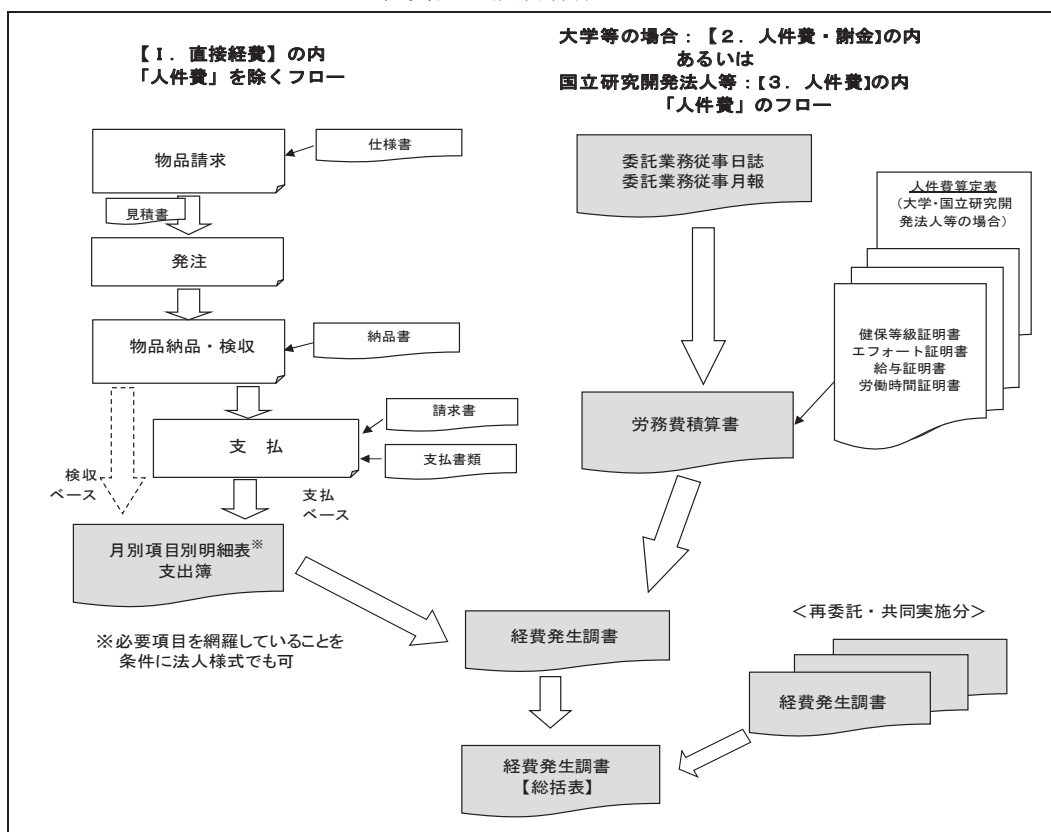 【Ⅰ．直接経費】の内
「人件費」を除くフロー
物品請求
仕様書
見積書
発注
物品納品・検収
納品書
支　払
請求書
支払書類
検収
ベース
支払
ベース
月別項目別明細表※
支出簿
※必要項目を網羅していることを
条件に法人様式でも可
大学等の場合：【２．人件費・謝金】の内
あるいは
国立研究開発法人等：【３．人件費】の内
「人件費」のフロー
委託業務従事日誌
委託業務従事月報
人件費算定表
（大学・国立研究開
発法人等の場合）
健保等級証明書
エフォート証明書
給与証明書
労働時間証明書
労務費積算書
経費発生調書
＜再委託・共同実施分＞
経費発生調書
経費発生調書
【総括表】